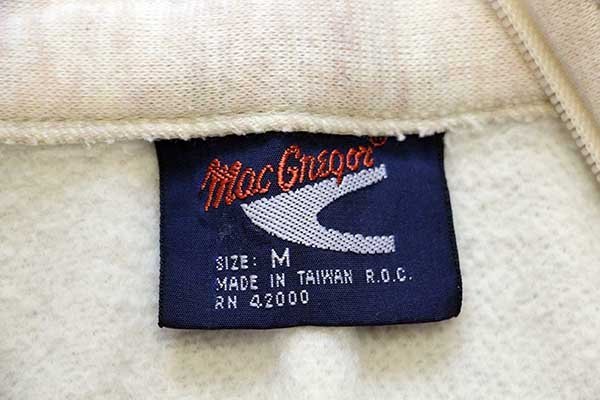 MacGregor®
SIZE: M
MADE IN TAIWAN R.O.C.
RN 42000